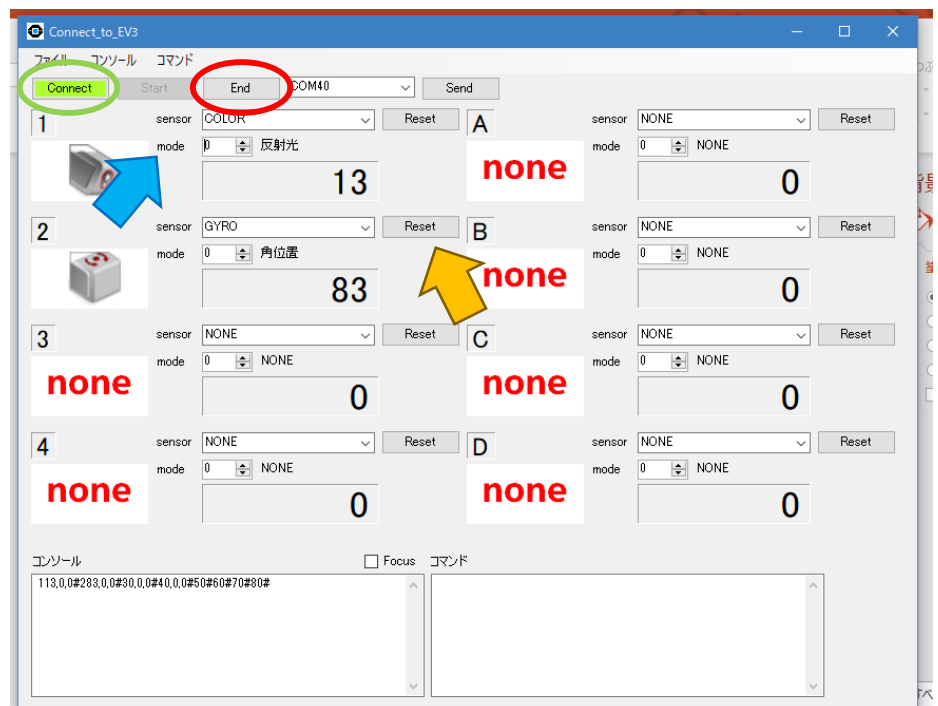 Connect_to_EV3
ファイル コンソール コマンド
Connect Start End COM40 Send
1 sensor COLOR Reset A sensor NONE Reset
mode 0 反射光 none mode 0 NONE
13 0
2 sensor GYRO Reset B sensor NONE Reset
mode 0 角位置 none mode 0 NONE
83 0
3 sensor NONE Reset C sensor NONE Reset
none mode 0 NONE none mode 0 NONE
0 0
4 sensor NONE Reset D sensor NONE Reset
none mode 0 NONE none mode 0 NONE
0 0
コンソール Focus コマンド
113,0,0#283,0,0#30,0,0#40,0,0#50#60#70#80#